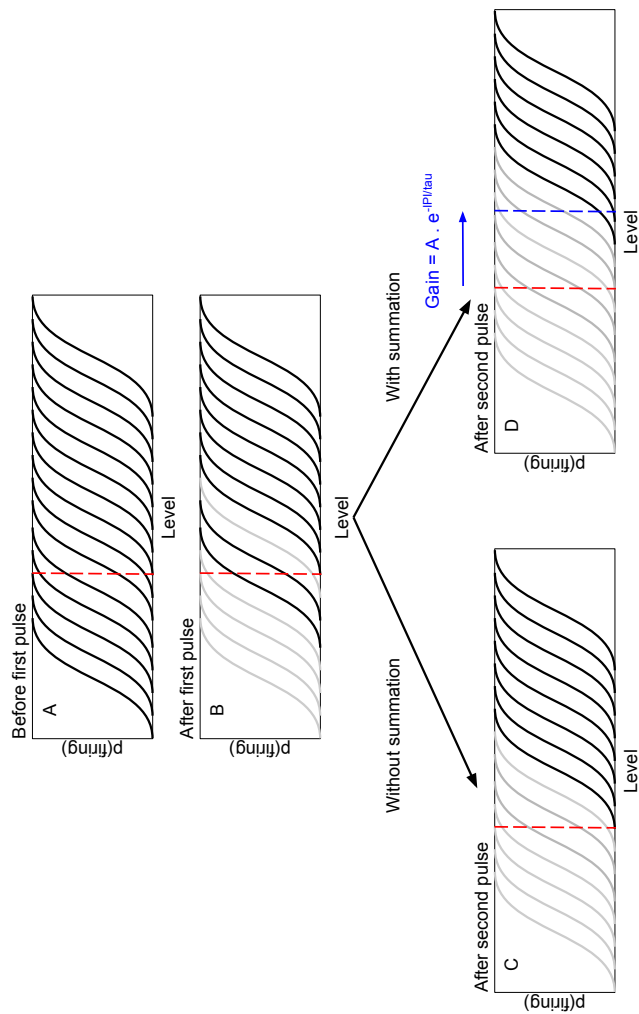 Before first pulse
A
p(firing)
Level
After first pulse
B
p(firing)
Level
Without summation
With summation
Gain = A . e^-IPI/tau
After second pulse
C
p(firing)
Level
After second pulse
D
p(firing)
Level